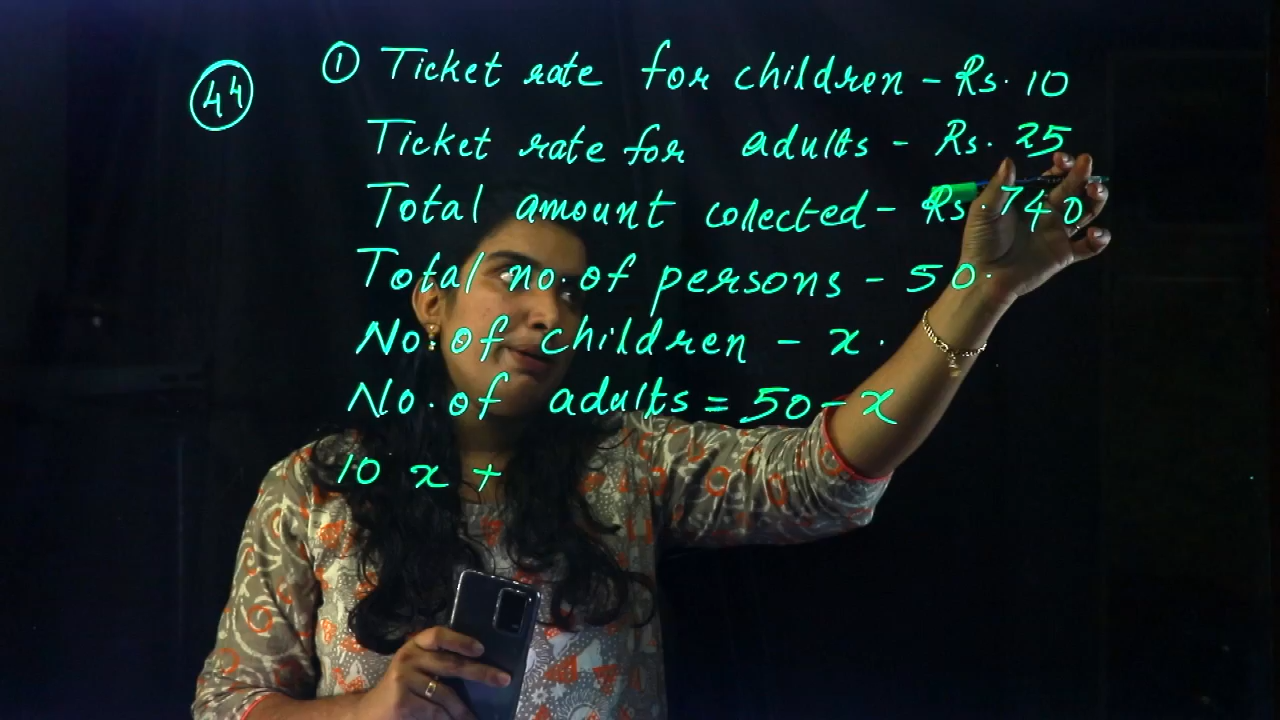 44
① Ticket rate for children - Rs. 10
Ticket rate for adults - Rs. 25
Total amount collected - Rs. 740
Total no. of persons - 50.
No. of children - x.
No. of adults = 50 - x
10 x +